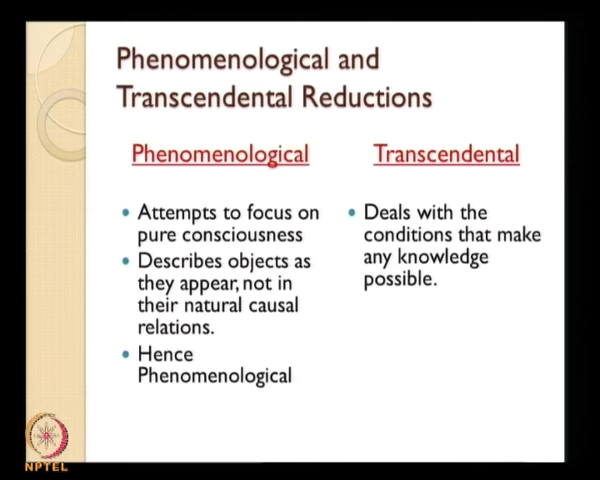 Phenomenological and
Transcendental Reductions
Phenomenological
• Attempts to focus on
pure consciousness
• Describes objects as
they appear, not in
their natural causal
relations.
• Hence
Phenomenological
Transcendental
• Deals with the
conditions that make
any knowledge
possible.
NPTEL